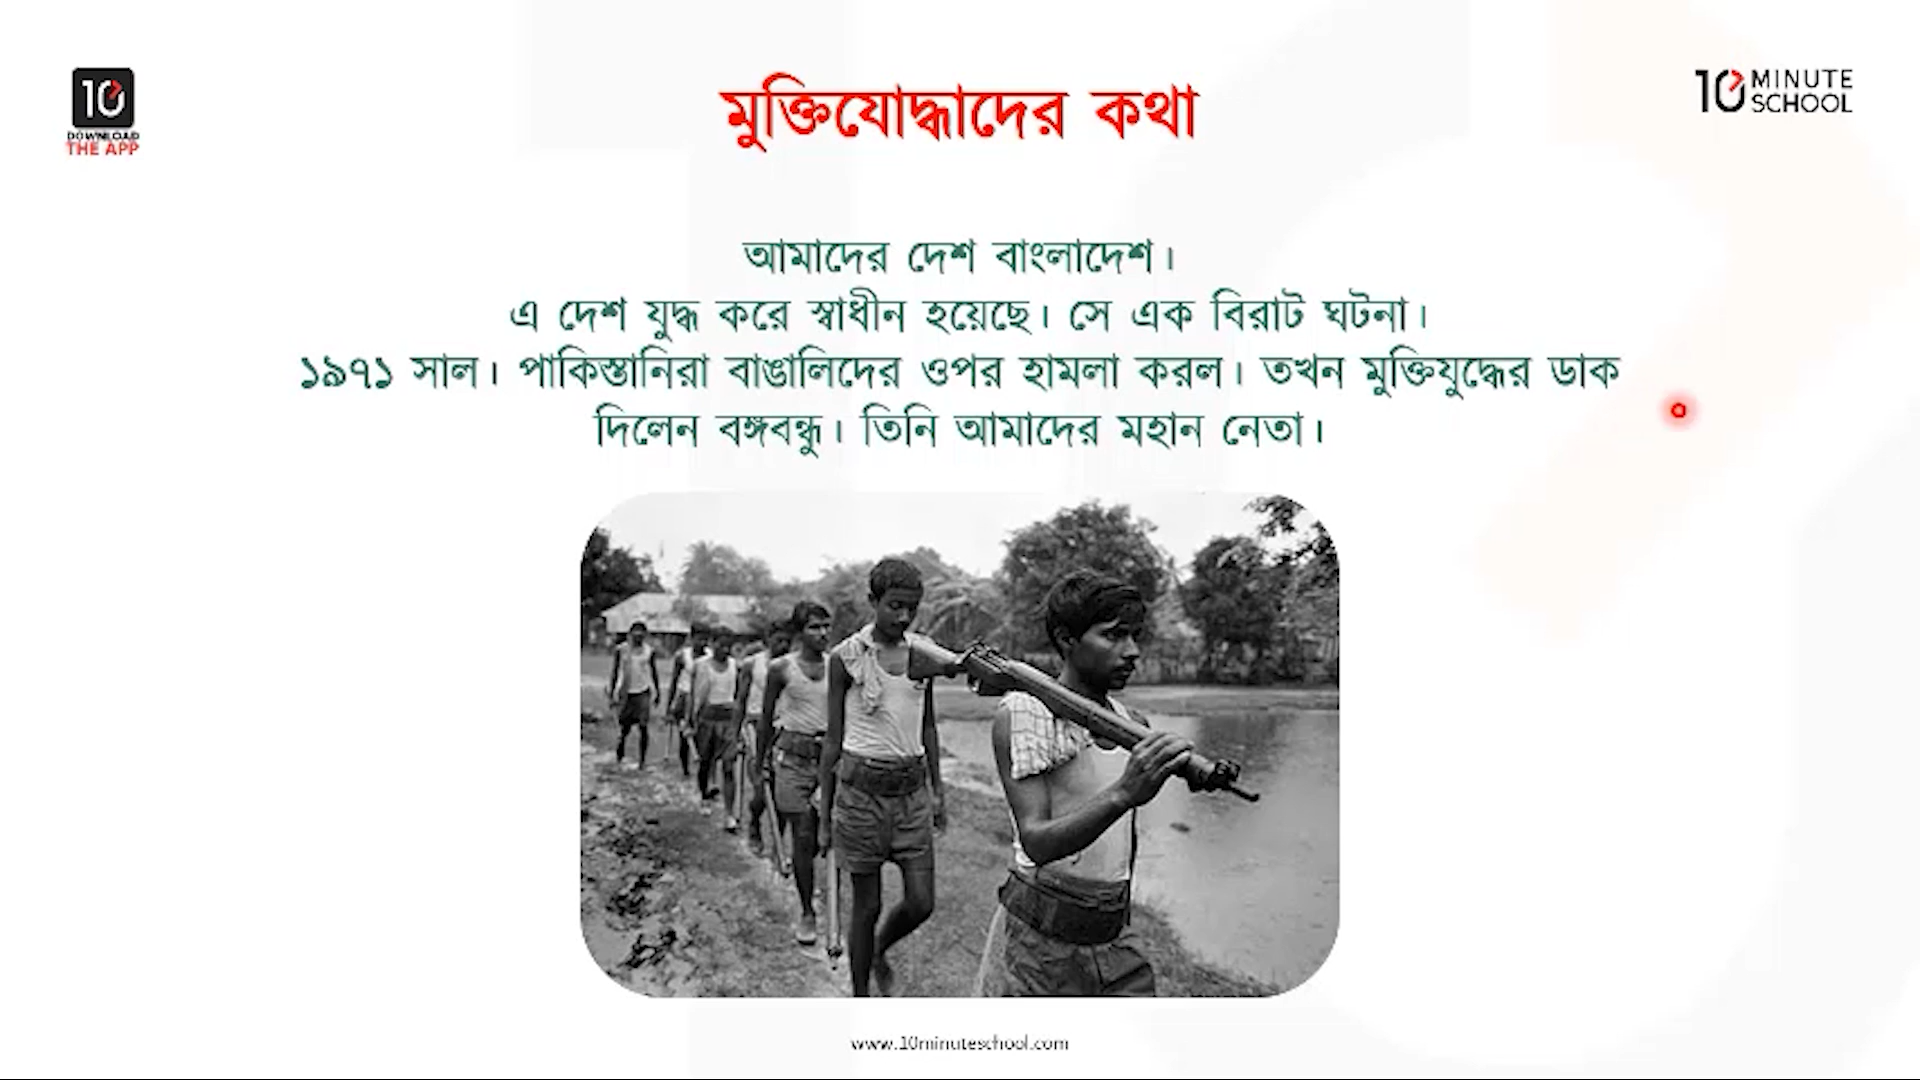 10
DOWNLOAD
THE APP
মুক্তিযোদ্ধাদের কথা
10 MINUTE
SCHOOL
আমাদের দেশ বাংলাদেশ।
এ দেশ যুদ্ধ করে স্বাধীন হয়েছে। সে এক বিরাট ঘটনা।
১৯৭১ সাল। পাকিস্তানিরা বাঙালিদের ওপর হামলা করল। তখন মুক্তিযুদ্ধের ডাক
দিলেন বঙ্গবন্ধু। তিনি আমাদের মহান নেতা।
www.10minuteschool.com